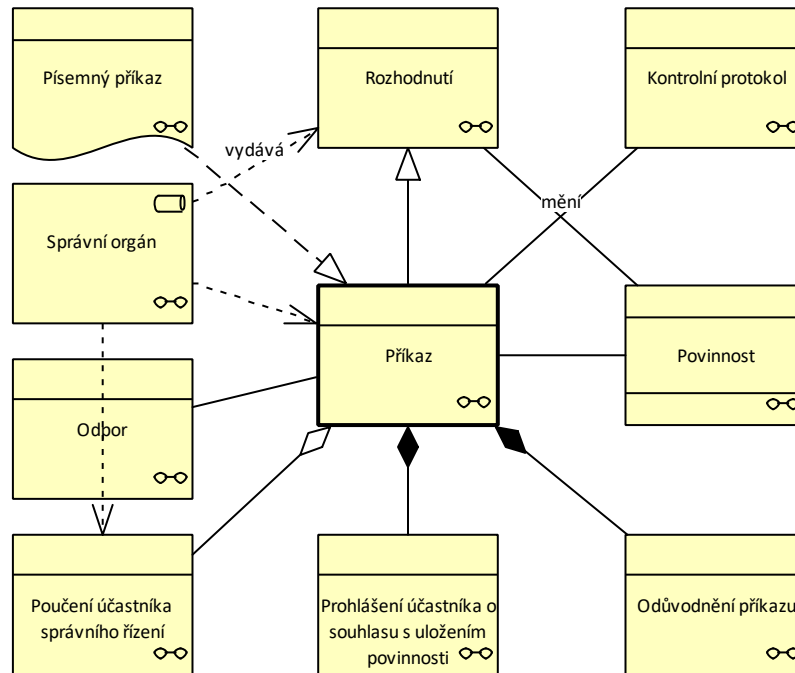 Písemný příkaz
Rozhodnutí
Kontrolní protokol
vydává
mění
Správní orgán
Příkaz
Povinnost
Odpor
Poučení účastníka
správního řízení
Prohlášení účastníka o
souhlasu s uložením
povinnosti
Odůvodnění příkazu